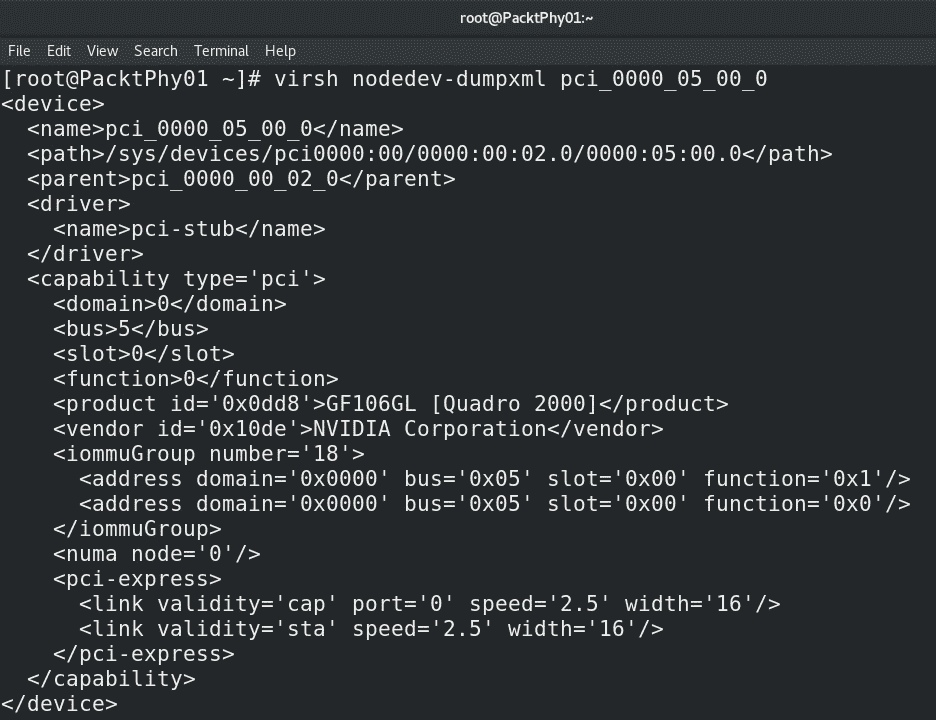 root@PacktPhy01:~
File Edit View Search Terminal Help
[root@PacktPhy01 ~]# virsh nodedev-dumpxml pci_0000_05_00_0
<device>
  <name>pci_0000_05_00_0</name>
  <path>/sys/devices/pci0000:00/0000:00:02.0/0000:05:00.0</path>
  <parent>pci_0000_00_02_0</parent>
  <driver>
    <name>pci-stub</name>
  </driver>
  <capability type='pci'>
    <domain>0</domain>
    <bus>5</bus>
    <slot>0</slot>
    <function>0</function>
    <product id='0x0dd8'>GF106GL [Quadro 2000]</product>
    <vendor id='0x10de'>NVIDIA Corporation</vendor>
    <iommuGroup number='18'>
      <address domain='0x0000' bus='0x05' slot='0x00' function='0x1'/>
      <address domain='0x0000' bus='0x05' slot='0x00' function='0x0'/>
    </iommuGroup>
    <numa node='0'/>
    <pci-express>
      <link validity='cap' port='0' speed='2.5' width='16'/>
      <link validity='sta' speed='2.5' width='16'/>
    </pci-express>
  </capability>
</device>